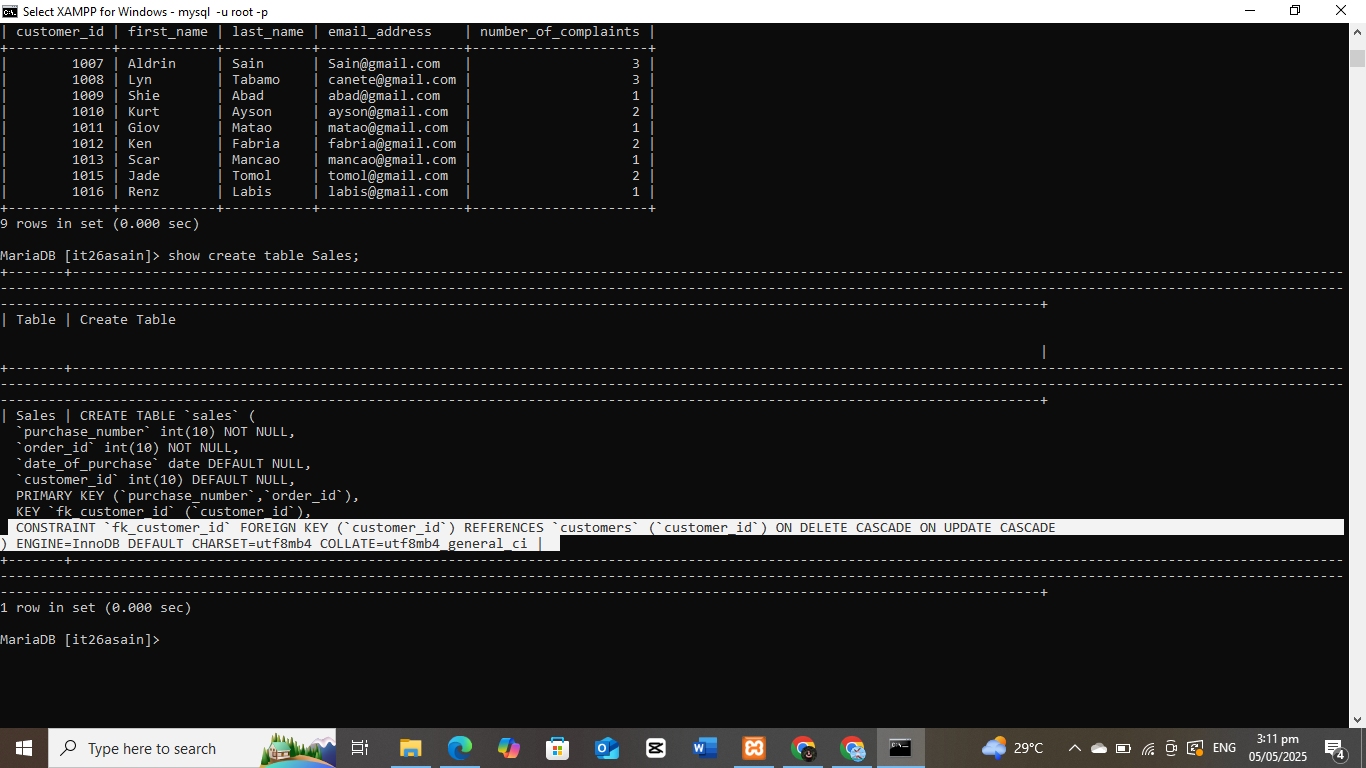 Select XAMPP for Windows - mysql  -u root -p
| customer_id | first_name | last_name | email_address    | number_of_complaints |
+-------------+------------+-----------+------------------+----------------------+
|        1007 | Aldrin     | Sain      | Sain@gmail.com   |                    3 |
|        1008 | Lyn        | Tabamo    | canete@gmail.com |                    3 |
|        1009 | Shie       | Abad      | abad@gmail.com   |                    1 |
|        1010 | Kurt       | Ayson     | ayson@gmail.com  |                    2 |
|        1011 | Giov       | Matao     | matao@gmail.com  |                    1 |
|        1012 | Ken        | Fabria    | fabria@gmail.com |                    2 |
|        1013 | Scar       | Mancao    | mancao@gmail.com |                    1 |
|        1015 | Jade       | Tomol     | tomol@gmail.com  |                    2 |
|        1016 | Renz       | Labis     | labis@gmail.com  |                    1 |
+-------------+------------+-----------+------------------+----------------------+
9 rows in set (0.000 sec)
MariaDB [it26asain]> show create table Sales;
| Table | Create Table
|
| Sales | CREATE TABLE `sales` (
  `purchase_number` int(10) NOT NULL,
  `order_id` int(10) NOT NULL,
  `date_of_purchase` date DEFAULT NULL,
  `customer_id` int(10) DEFAULT NULL,
  PRIMARY KEY (`purchase_number`,`order_id`),
  KEY `fk_customer_id` (`customer_id`),
  CONSTRAINT `fk_customer_id` FOREIGN KEY (`customer_id`) REFERENCES `customers` (`customer_id`) ON DELETE CASCADE ON UPDATE CASCADE
) ENGINE=InnoDB DEFAULT CHARSET=utf8mb4 COLLATE=utf8mb4_general_ci |
1 row in set (0.000 sec)
MariaDB [it26asain]>
Type here to search
29°C
ENG
3:11 pm
05/05/2025
4